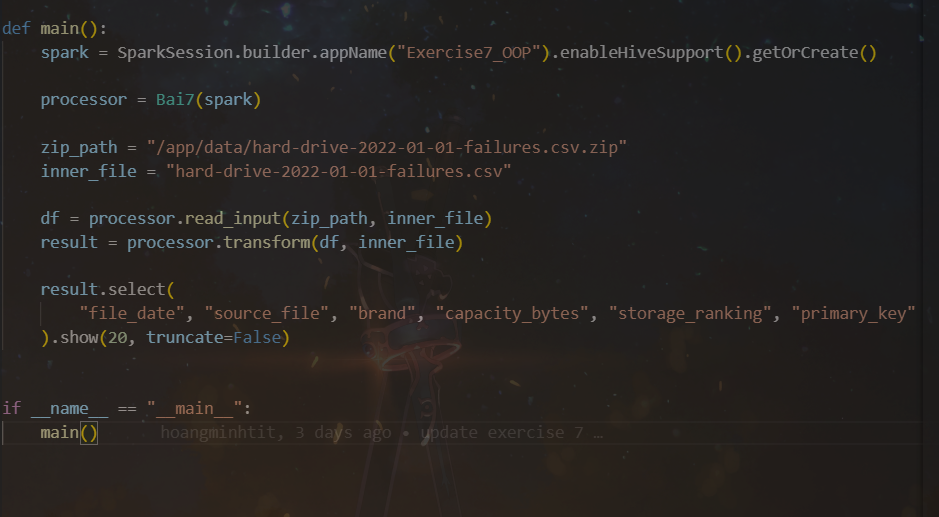 def main():
    spark = SparkSession.builder.appName("Exercise7_OOP").enableHiveSupport().getOrCreate()
    processor = Bai7(spark)
    zip_path = "/app/data/hard-drive-2022-01-01-failures.csv.zip"
    inner_file = "hard-drive-2022-01-01-failures.csv"
    df = processor.read_input(zip_path, inner_file)
    result = processor.transform(df, inner_file)
    result.select(
        "file_date", "source_file", "brand", "capacity_bytes", "storage_ranking", "primary_key"
    ).show(20, truncate=False)
if __name__ == "__main__":
    main()     hoangminhtit, 3 days ago • update exercise 7 …